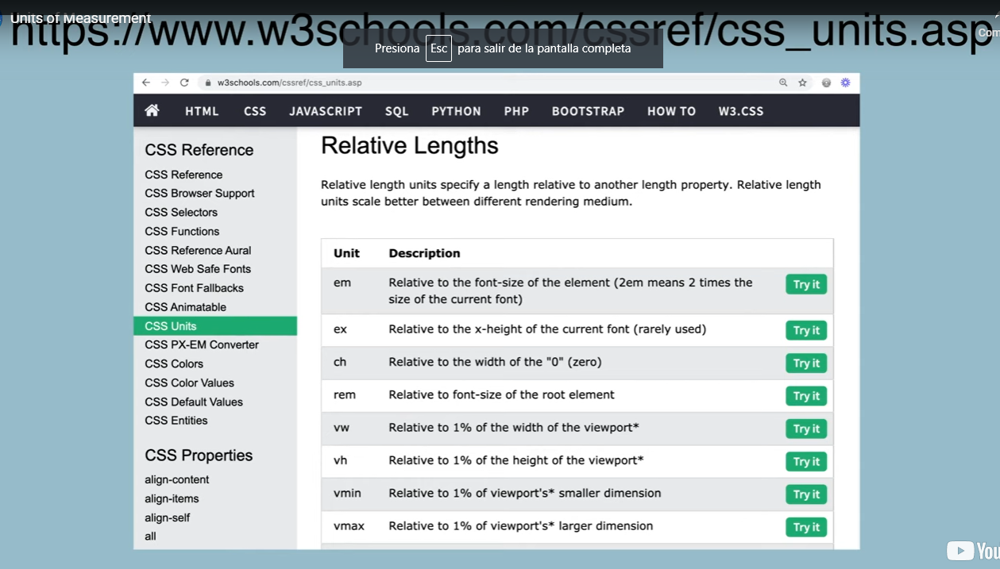 Units of Measurement
https://www.w3schools.com/cssref/css_units.asp
Com
Presiona Esc para salir de la pantalla completa
w3schools.com/cssref/css_units.asp
HTML CSS JAVASCRIPT SQL PYTHON PHP BOOTSTRAP HOW TO W3.CSS
CSS Reference
CSS Reference
CSS Browser Support
CSS Selectors
CSS Functions
CSS Reference Aural
CSS Web Safe Fonts
CSS Font Fallbacks
CSS Animatable
CSS Units
CSS PX-EM Converter
CSS Colors
CSS Color Values
CSS Default Values
CSS Entities
CSS Properties
align-content
align-items
align-self
all
Relative Lengths
Relative length units specify a length relative to another length property. Relative length
units scale better between different rendering medium.
Unit Description
em Relative to the font-size of the element (2em means 2 times the
size of the current font) Try it
ex Relative to the x-height of the current font (rarely used) Try it
ch Relative to the width of the "0" (zero) Try it
rem Relative to font-size of the root element Try it
vw Relative to 1% of the width of the viewport* Try it
vh Relative to 1% of the height of the viewport* Try it
vmin Relative to 1% of viewport's* smaller dimension Try it
vmax Relative to 1% of viewport's* larger dimension Try it
You